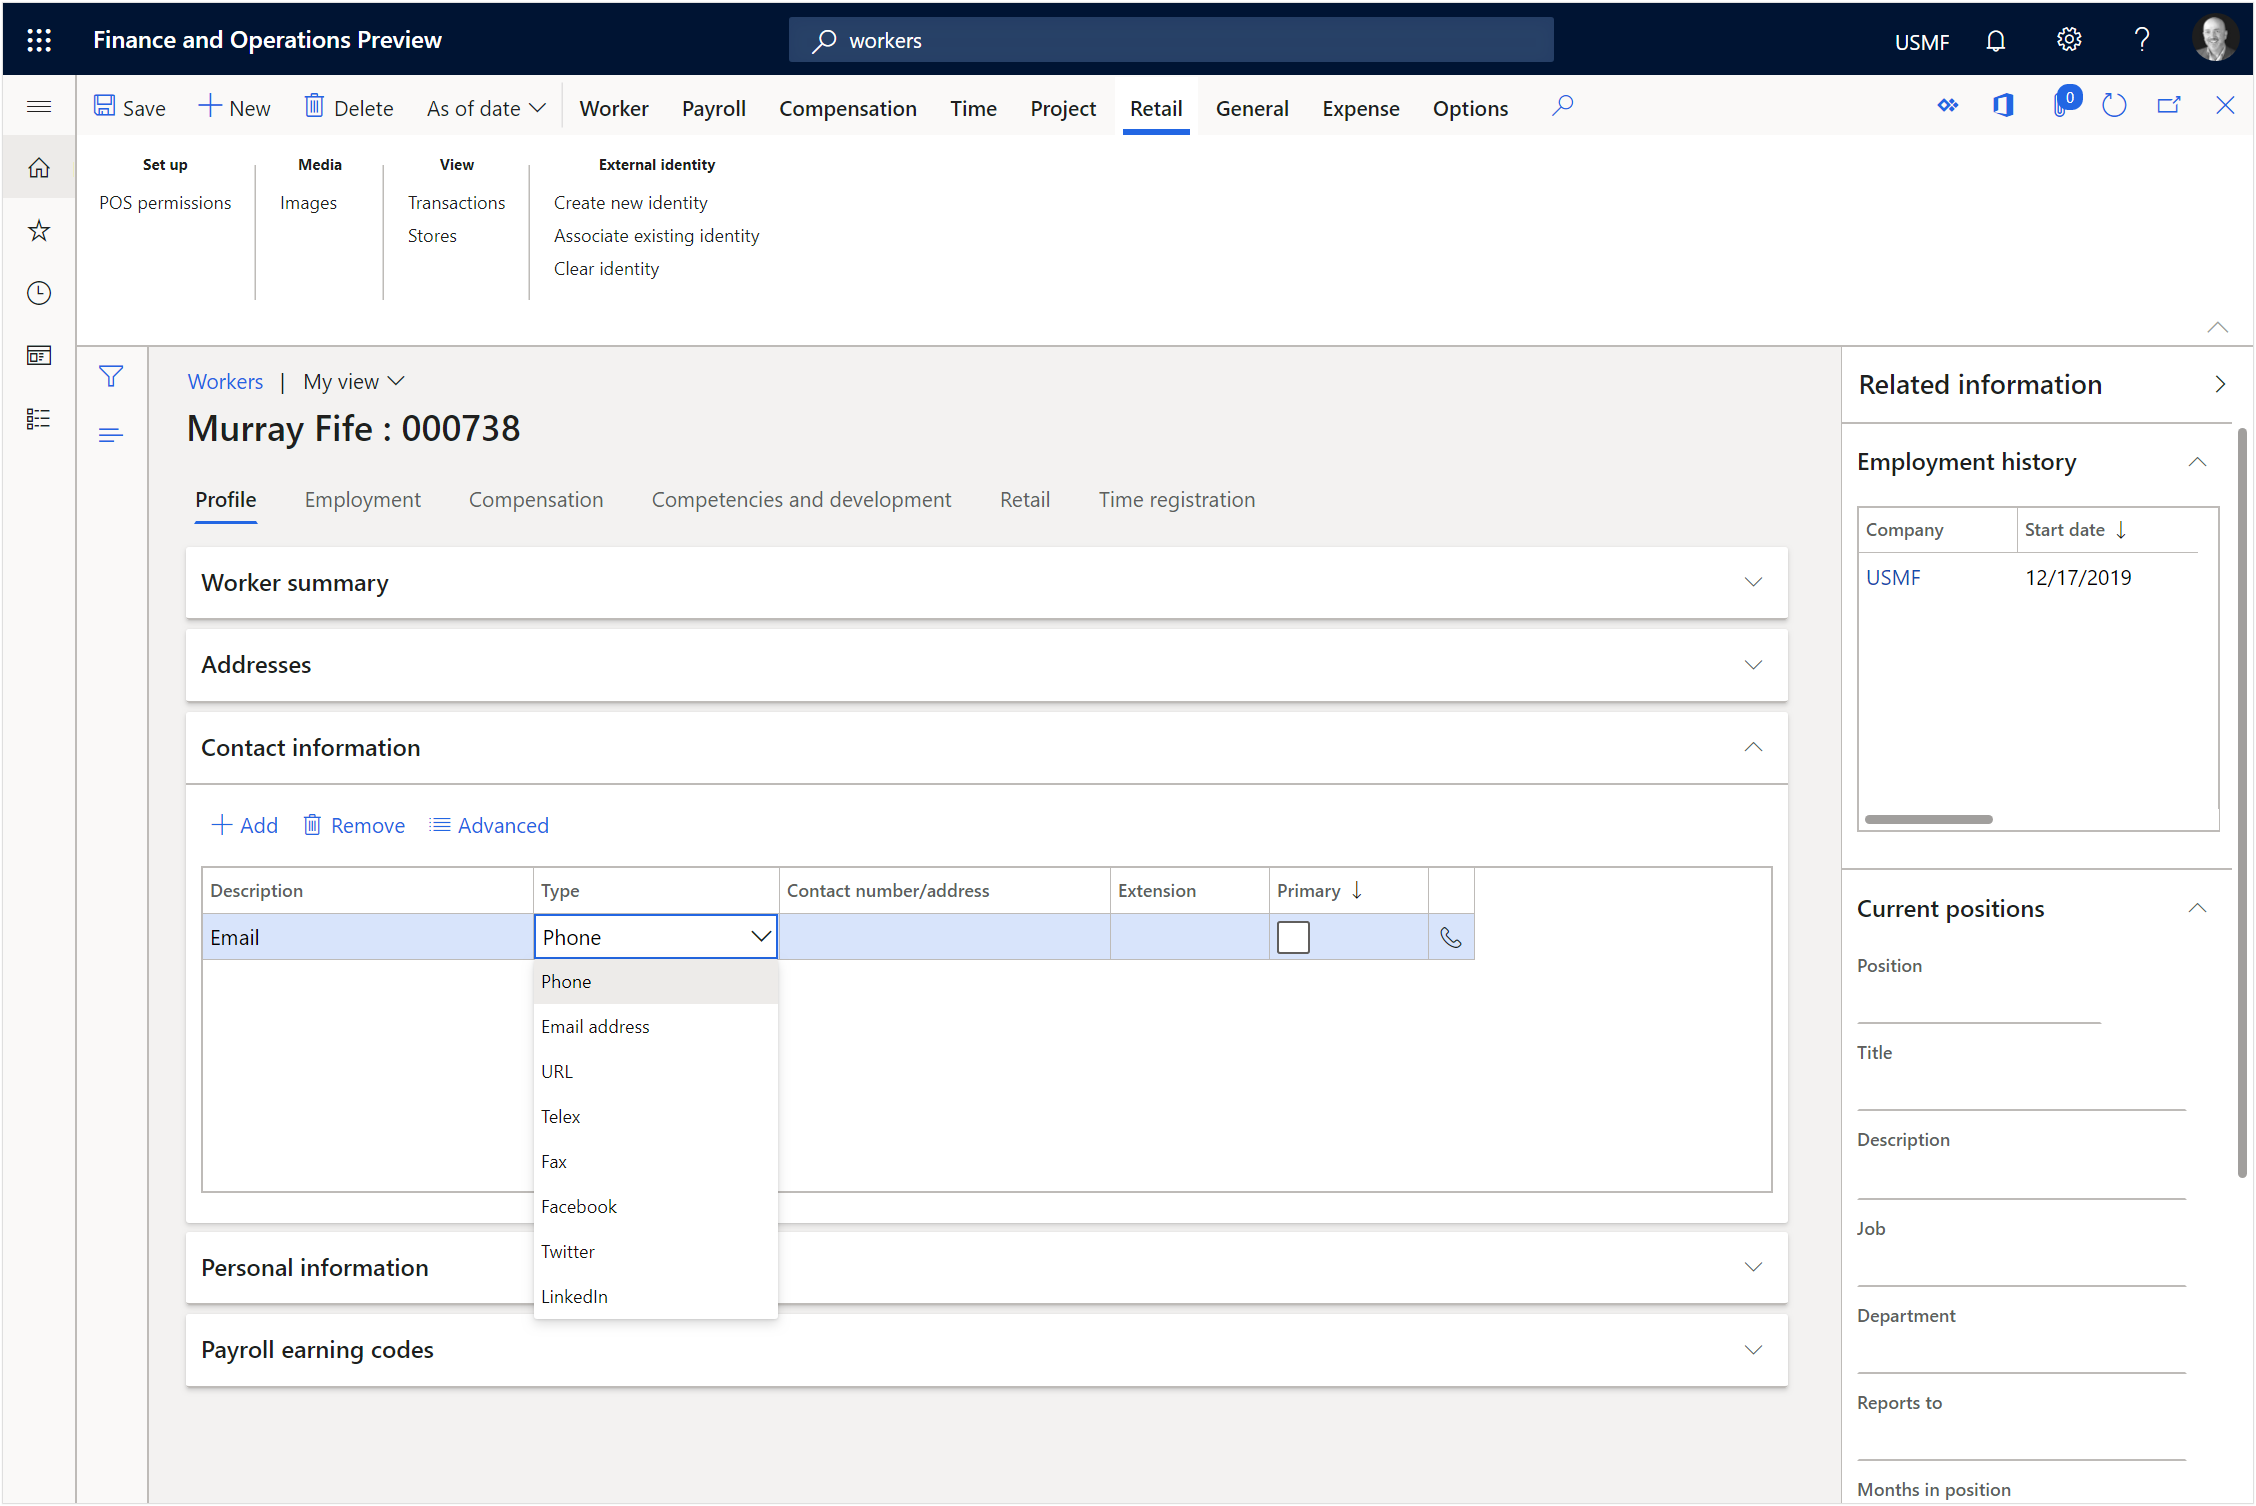 Finance and Operations Preview
workers
USMF
?
Save
New
Delete
As of date
Worker
Payroll
Compensation
Time
Project
Retail
General
Expense
Options
0
Set up
POS permissions
Media
Images
View
Transactions
Stores
External identity
Create new identity
Associate existing identity
Clear identity
Workers | My view
Murray Fife : 000738
Profile
Employment
Compensation
Competencies and development
Retail
Time registration
Worker summary
Addresses
Contact information
Add
Remove
Advanced
Description
Type
Contact number/address
Extension
Primary
Email
Phone
Phone
Email address
URL
Telex
Fax
Facebook
Twitter
LinkedIn
Personal information
Payroll earning codes
Related information
Employment history
Company
Start date
USMF
12/17/2019
Current positions
Position
Title
Description
Job
Department
Reports to
Months in position